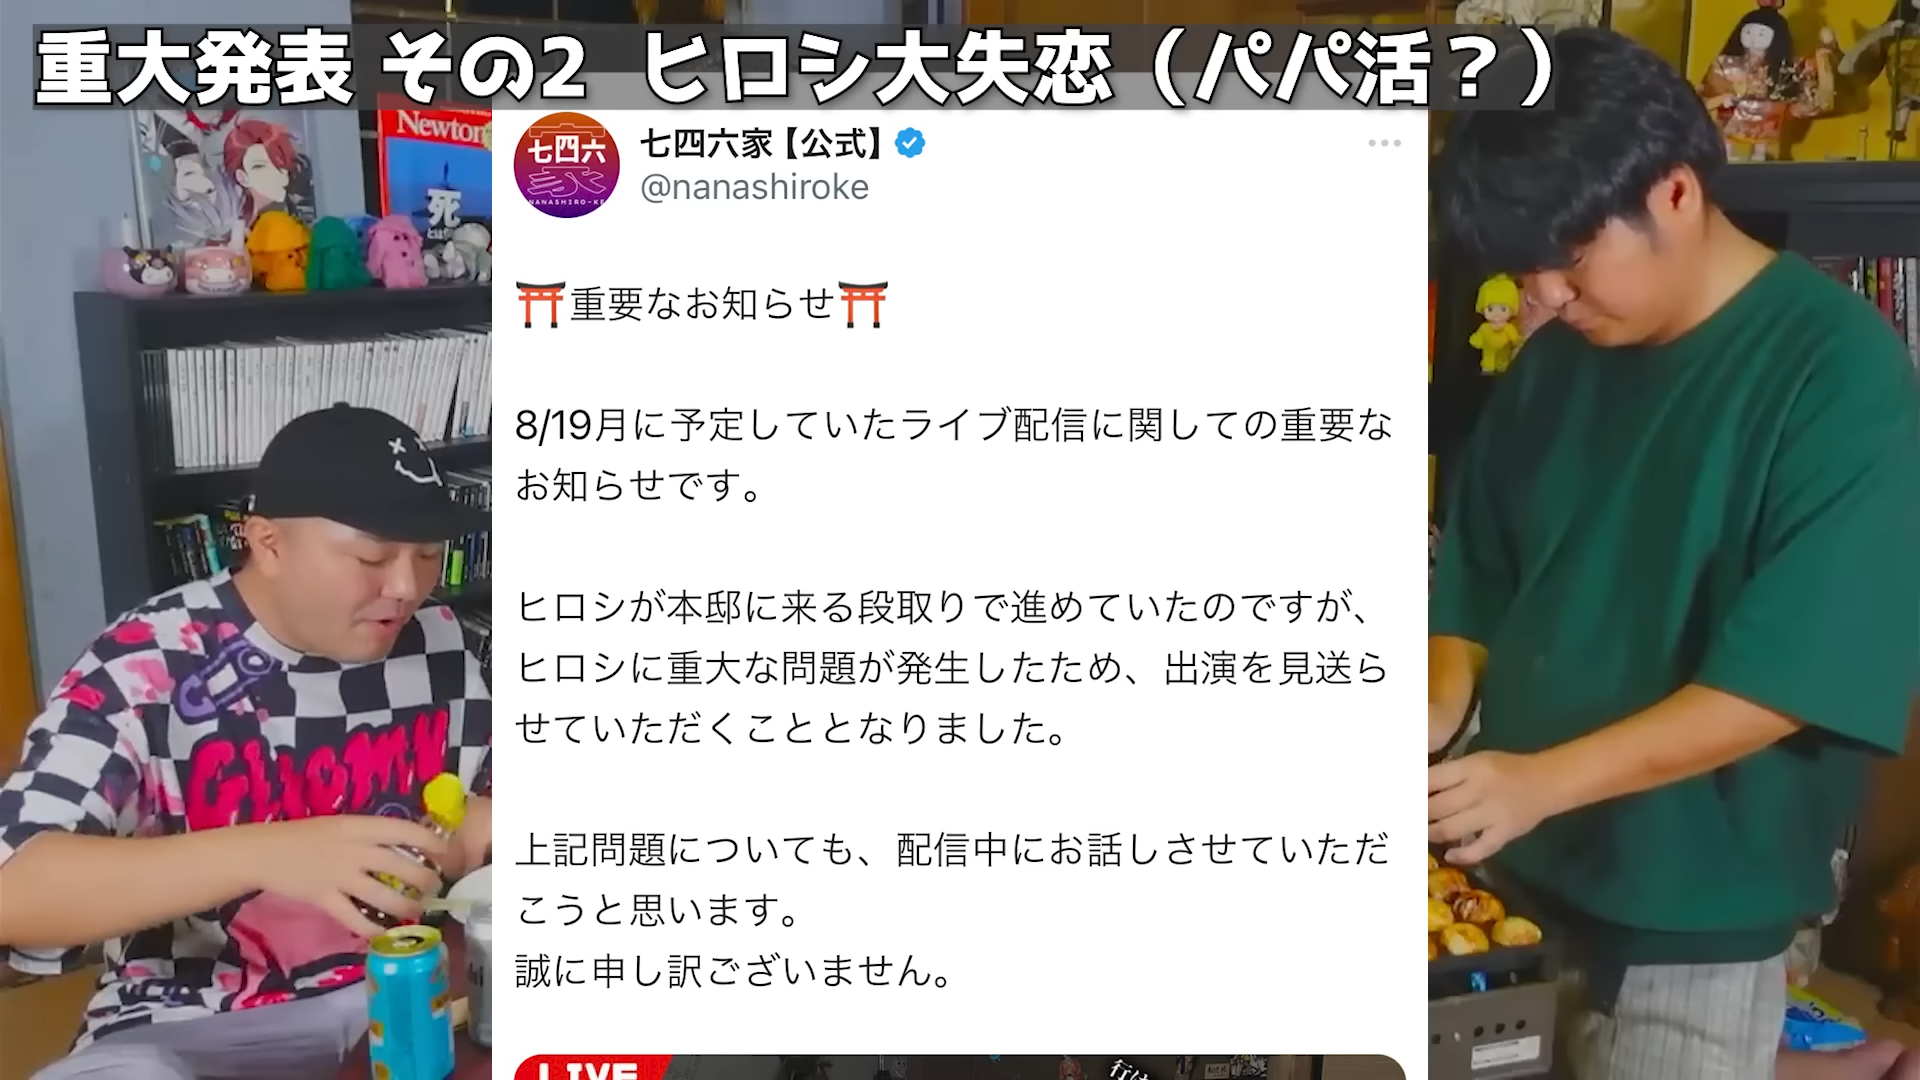 重大発表 その2 ヒロシ大失恋（パパ活？）
Newton
死
とは
七四六
家
NANASHIRO-KE
七四六家【公式】
@nanashiroke
⛩重要なお知らせ⛩
8/19月に予定していたライブ配信に関しての重要な
お知らせです。
ヒロシが本邸に来る段取りで進めていたのですが、
ヒロシに重大な問題が発生したため、出演を見送ら
せていただくこととなりました。
上記問題についても、配信中にお話しさせていただ
こうと思います。
誠に申し訳ございません。
Gloomy
LIVE
行は